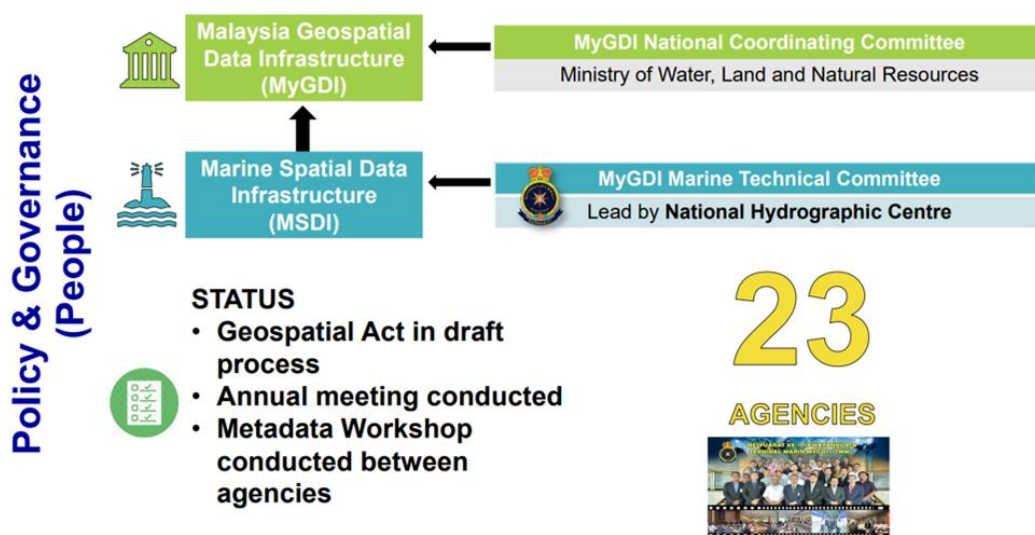 Policy & Governance
(People)
Malaysia Geospatial
Data Infrastructure
(MyGDI)
MyGDI National Coordinating Committee
Ministry of Water, Land and Natural Resources
Marine Spatial Data
Infrastructure
(MSDI)
MyGDI Marine Technical Committee
Lead by National Hydrographic Centre
STATUS
• Geospatial Act in draft
process
• Annual meeting conducted
• Metadata Workshop
conducted between
agencies
23
AGENCIES